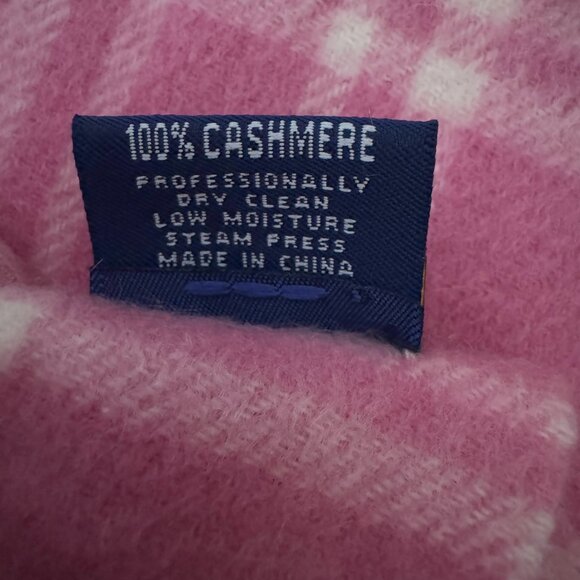 100% CASHMERE
PROFESSIONALLY
DRY CLEAN
LOW MOISTURE
STEAM PRESS
MADE IN CHINA